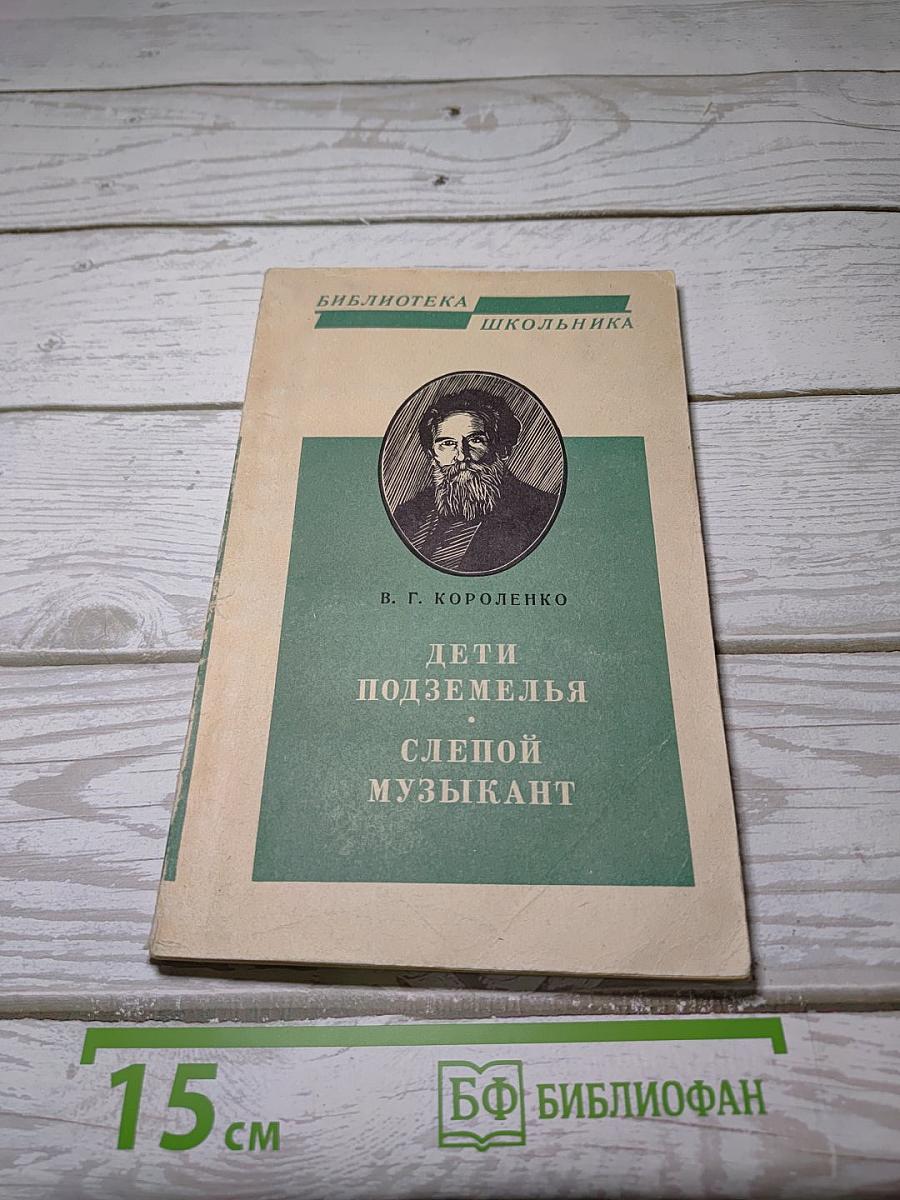 БИБЛИОТЕКА
ШКОЛЬНИКА
В. Г. КОРОЛЕНКО
ДЕТИ
ПОДЗЕМЕЛЬЯ
•
СЛЕПОЙ
МУЗЫКАНТ
15 см
БФ БИБЛИОФАН